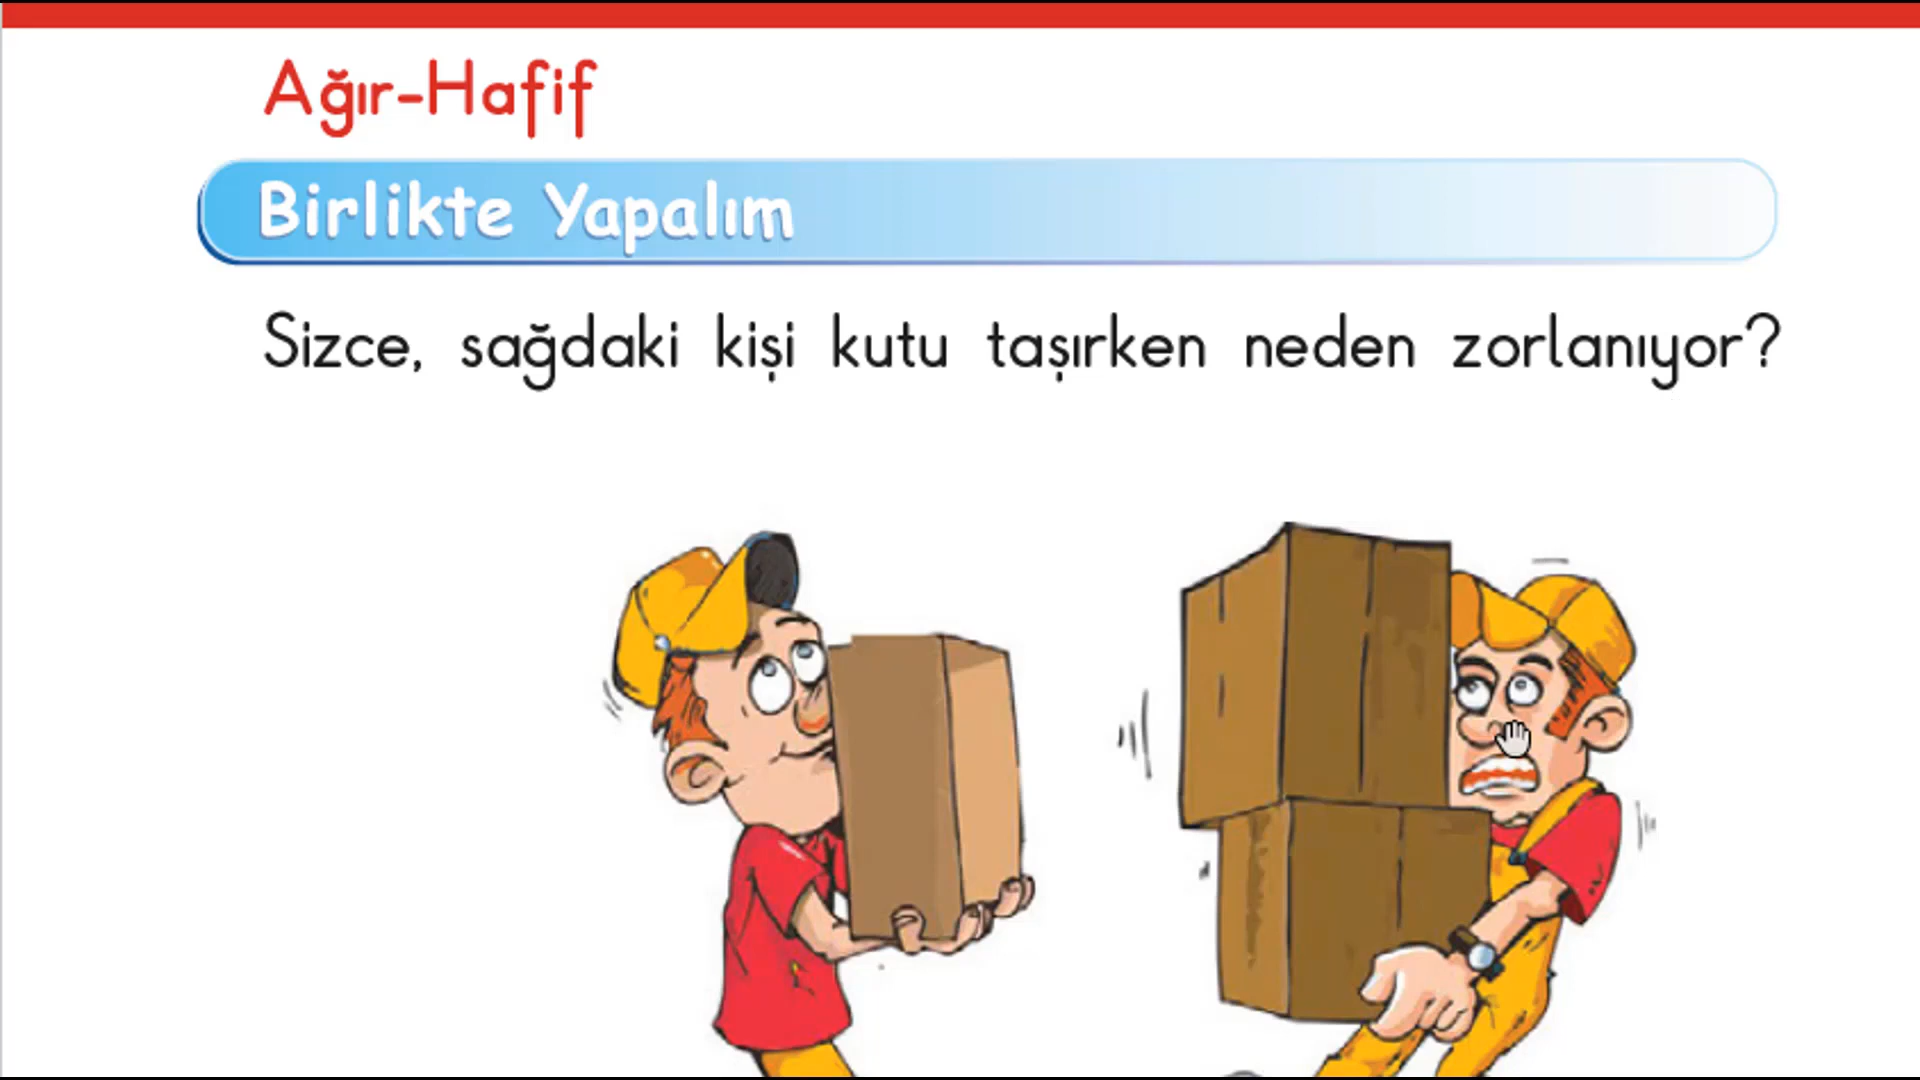 Ağır-Hafif
Birlikte Yapalım
Sizce, sağdaki kişi kutu taşırken neden zorlanıyor?